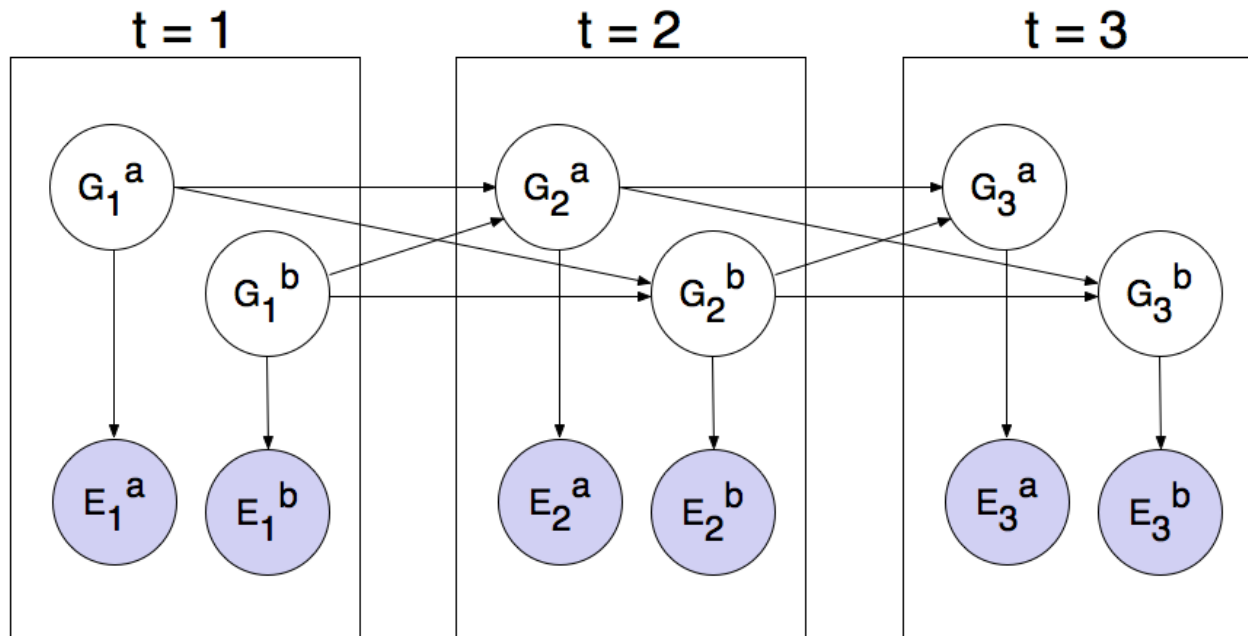 t = 1
t = 2
t = 3
G₁ᵃ
G₂ᵃ
G₃ᵃ
G₁ᵇ
G₂ᵇ
G₃ᵇ
E₁ᵃ
E₁ᵇ
E₂ᵃ
E₂ᵇ
E₃ᵃ
E₃ᵇ